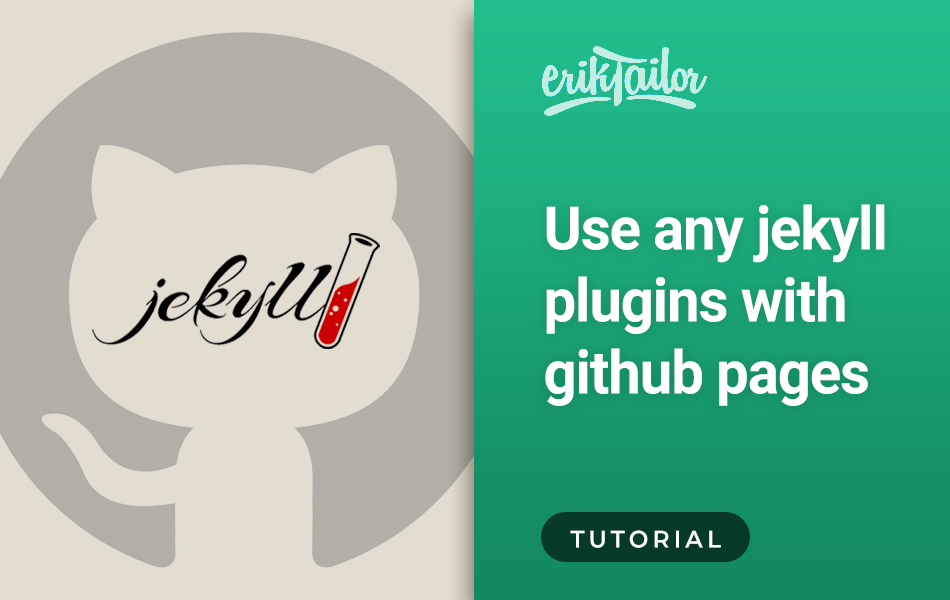 jekyll
erikTailor
Use any jekyll
plugins with
github pages
TUTORIAL